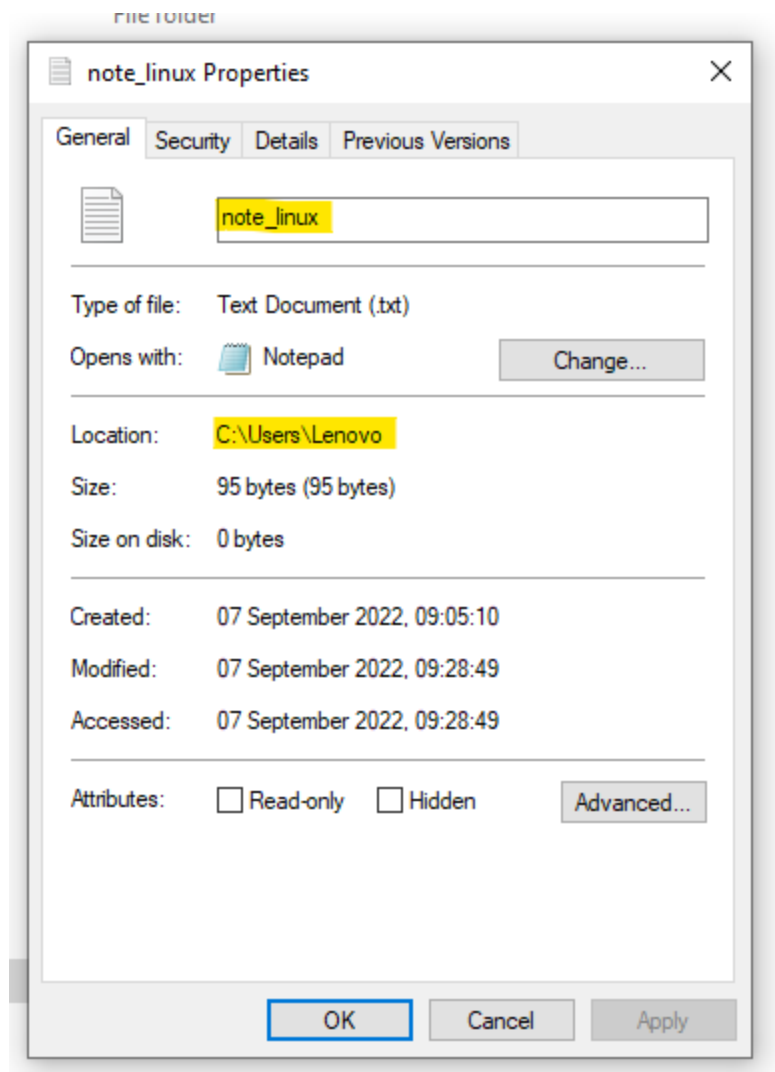 File folder
note_linux Properties
General Security Details Previous Versions
note_linux
Type of file: Text Document (.txt)
Opens with: Notepad Change...
Location: C:\Users\Lenovo
Size: 95 bytes (95 bytes)
Size on disk: 0 bytes
Created: 07 September 2022, 09:05:10
Modified: 07 September 2022, 09:28:49
Accessed: 07 September 2022, 09:28:49
Attributes: Read-only Hidden Advanced...
OK Cancel Apply